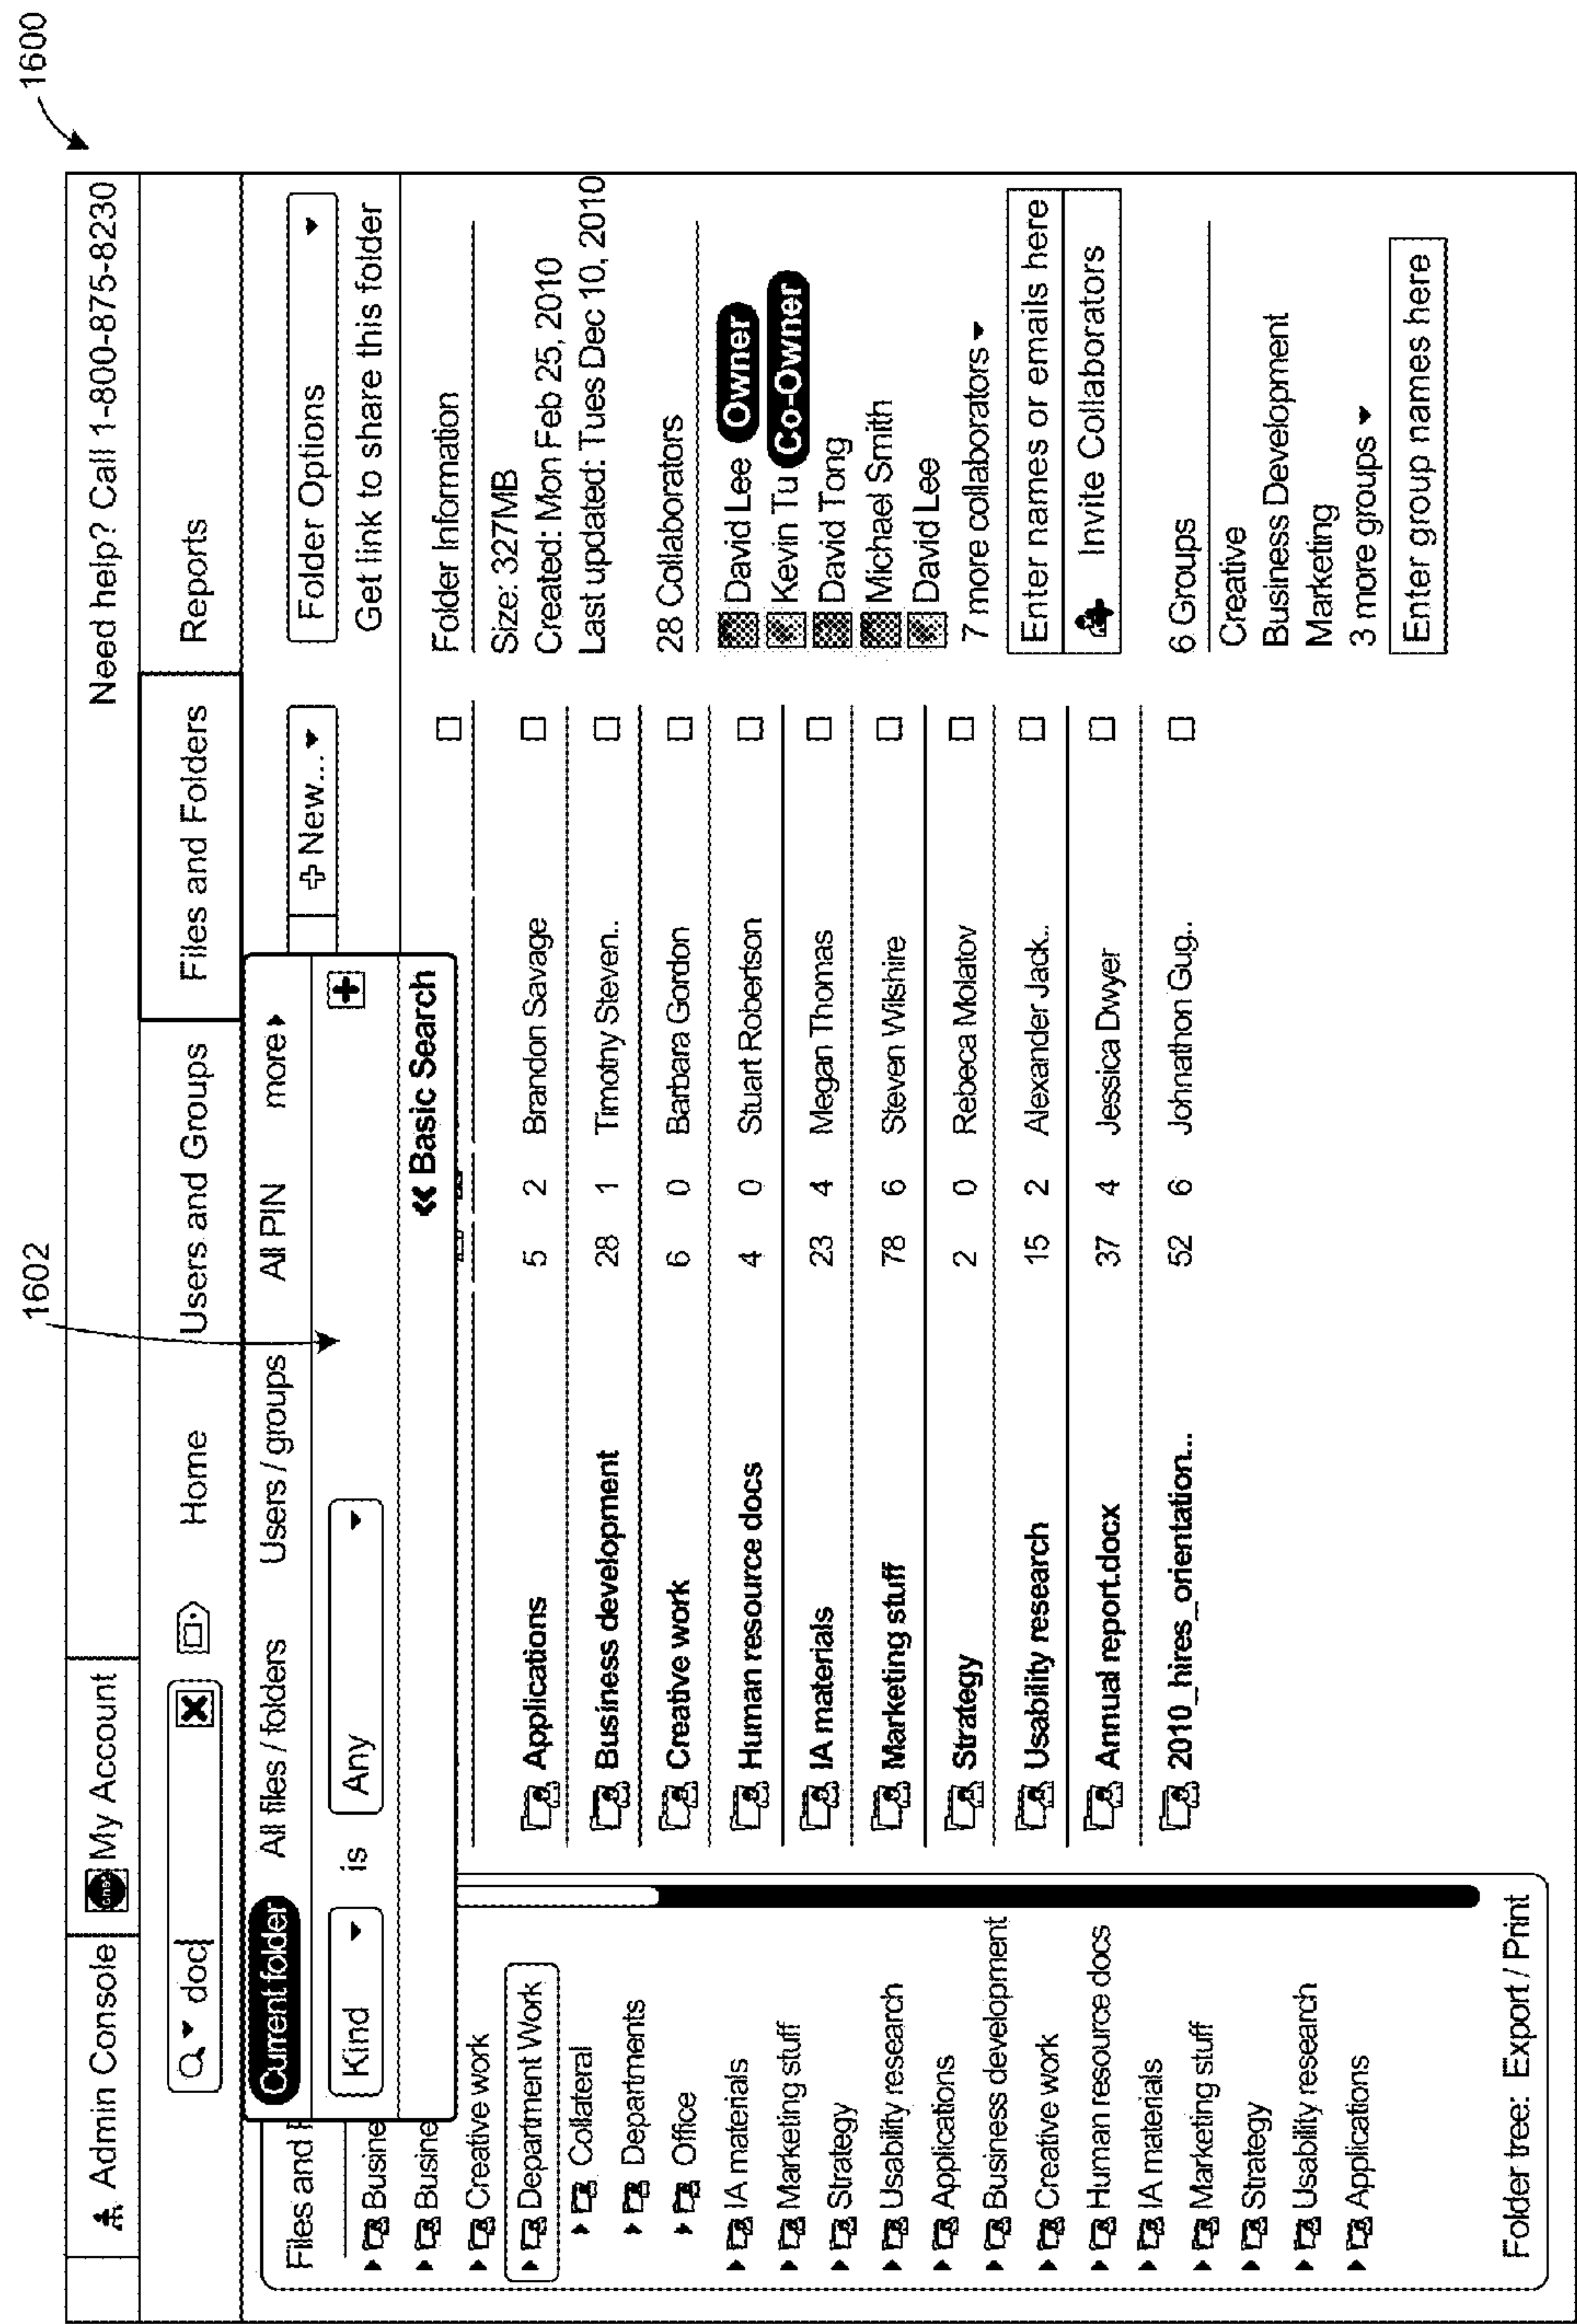 1600
1602
Admin Console My Account Need help? Call 1-800-875-8230
doc Home Users and Groups Files and Folders Reports
Current folder All files / folders Users / groups All PIN more
Kind is Any
« Basic Search
New...
Folder Options
Get link to share this folder
Files and F
Busine
Busine
Creative work
Department Work
Collateral
Departments
Office
IA materials
Marketing stuff
Strategy
Usability research
Applications
Business development
Creative work
Human resource docs
IA materials
Marketing stuff
Strategy
Usability research
Applications
Folder tree: Export / Print
Applications 5 2 Brandon Savage
Business development 28 1 Timothy Steven..
Creative work 6 0 Barbara Gordon
Human resource docs 4 0 Stuart Robertson
IA materials 23 4 Megan Thomas
Marketing stuff 78 6 Steven Wilshire
Strategy 2 0 Rebeca Molatov
Usability research 15 2 Alexander Jack..
Annual report.docx 37 4 Jessica Dwyer
2010_hires_orientation... 52 6 Johnathon Gug..
Folder Information
Size: 327MB
Created: Mon Feb 25, 2010
Last updated: Tues Dec 10, 2010
28 Collaborators
David Lee Owner
Kevin Tu Co-Owner
David Tong
Michael Smith
David Lee
7 more collaborators
Enter names or emails here
Invite Collaborators
6 Groups
Creative
Business Development
Marketing
3 more groups
Enter group names here